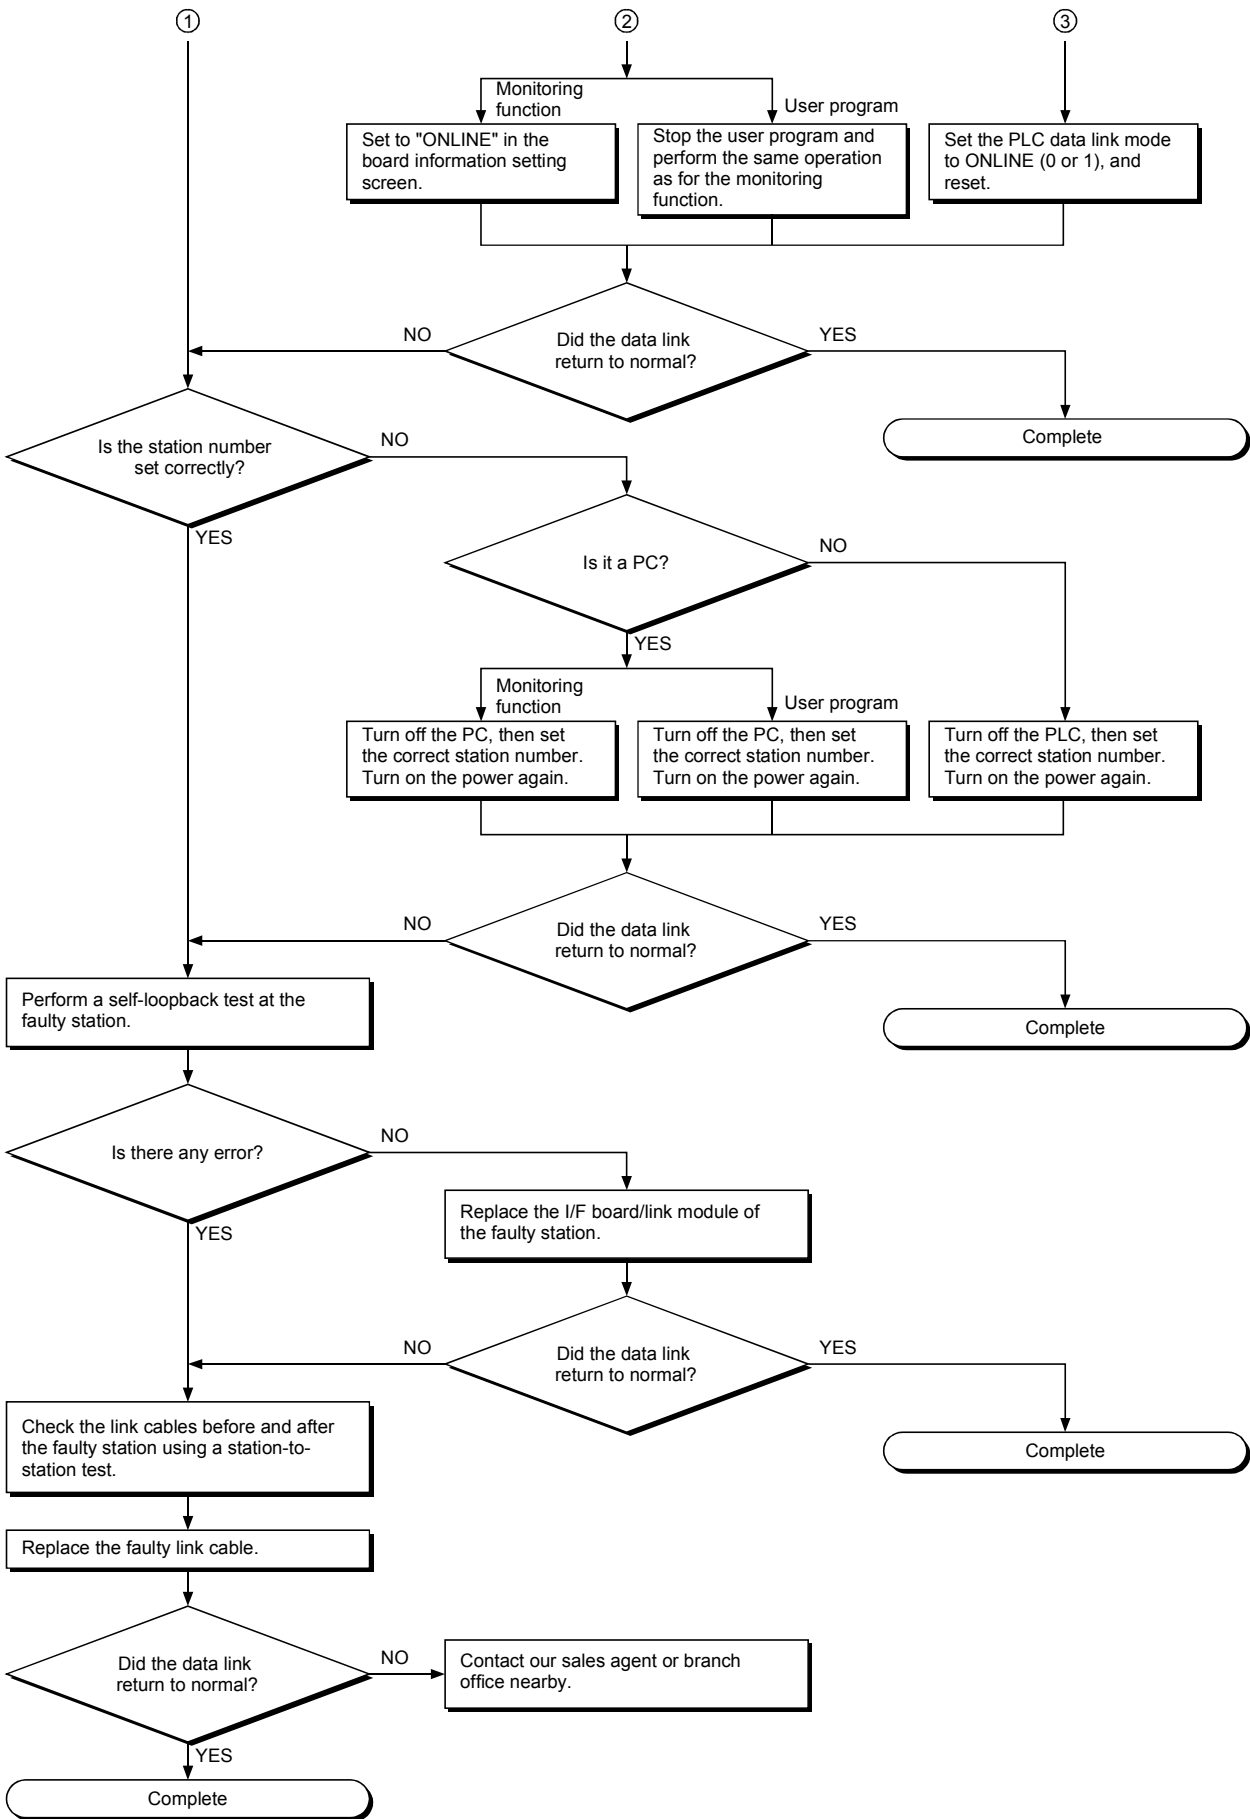 ①
②
③
Monitoring
function
User program
Set to "ONLINE" in the
board information setting
screen.
Stop the user program and
perform the same operation
as for the monitoring
function.
Set the PLC data link mode
to ONLINE (0 or 1), and
reset.
NO
Did the data link
return to normal?
YES
Complete
Is the station number
set correctly?
NO
YES
Is it a PC?
NO
YES
Monitoring
function
User program
Turn off the PC, then set
the correct station number.
Turn on the power again.
Turn off the PC, then set
the correct station number.
Turn on the power again.
Turn off the PLC, then set
the correct station number.
Turn on the power again.
NO
Did the data link
return to normal?
YES
Complete
Perform a self-loopback test at the
faulty station.
Is there any error?
NO
YES
Replace the I/F board/link module of
the faulty station.
NO
Did the data link
return to normal?
YES
Complete
Check the link cables before and after
the faulty station using a station-to-
station test.
Replace the faulty link cable.
Did the data link
return to normal?
NO
Contact our sales agent or branch
office nearby.
YES
Complete